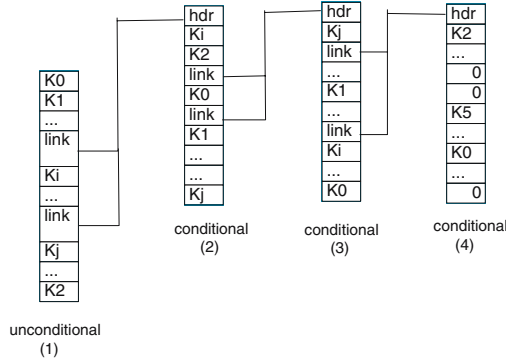 K0
K1
...
link
Ki
...
link
Kj
...
K2
unconditional
(1)
hdr
Ki
K2
link
K0
link
K1
...
...
Kj
conditional
(2)
hdr
Kj
link
...
K1
...
link
Ki
...
K0
conditional
(3)
hdr
K2
...
0
0
K5
...
K0
...
0
conditional
(4)